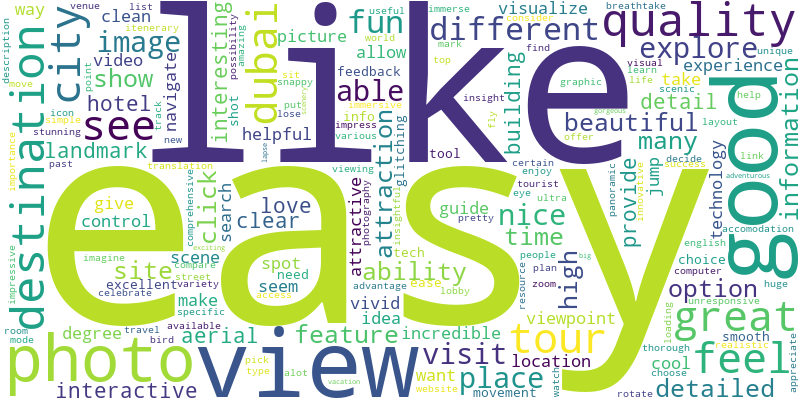 like
easy
good
view
photo
quality
tour
destination
city
dubai
image
fun
different
explore
visualize
see
able
great
feel
beautiful
building
many
detail
experience
information
show
video
hotel
landmark
clean
way
list
venue
itenerary
description
possibility
amazing
interesting
picture
allow
useful
immerse
world
mark
top
consider
breathtake
find
visual
unique
learn
life
scenic
help
layout
graphic
insight
fly
gorgeous
offer
move
point
icon
simple
stunning
navigate
shot
snappy
put
lose
sit
feedback
immersive
info
impress
various
helpful
track
new
past
translation
tool
glitching
attraction
attractive
photography
viewing
insightful
nice
time
guide
pretty
certain
enjoy
tourist
eye
ultra
people
plan
zoom
resource
panoramic
provide
jump
take
decide
success
innovative
link
adventurous
technology
accomodation
choice
english
computer
option
unresponsive
huge
high
love
clear
search
click
comprehensive
give
control
importance
impressive
imagine
celebrate
site
scene
compare
street
variety
specific
excellent
make
spot
need
seem
access
exciting
lapse
vivid
idea
tech
ability
advantage
ease
lobby
big
viewpoint
location
loading
realistic
smooth
thorough
choose
cool
rotate
detailed
appreciate
place
visit
want
website
movement
watch
incredible
feature
aerial
degree
available
travel
bird
room
mode
interactive
pick
type
alot
vacation